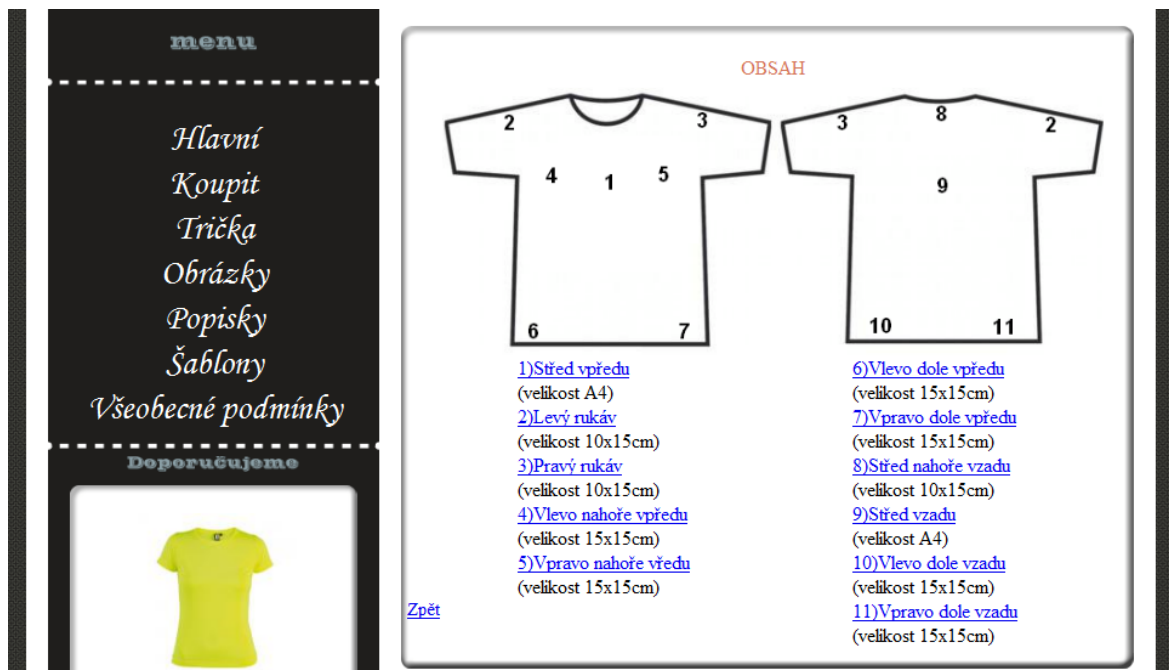 menu
Hlavní
Koupit
Trička
Obrázky
Popisky
Šablony
Všeobecné podmínky
Doporučujeme
OBSAH
2 3 3 8 2
4 1 5 9
6 7 10 11
1)Střed vpředu
(velikost A4)
2)Levý rukáv
(velikost 10x15cm)
3)Pravý rukáv
(velikost 10x15cm)
4)Vlevo nahoře vpředu
(velikost 15x15cm)
5)Vpravo nahoře vředu
(velikost 15x15cm)
6)Vlevo dole vpředu
(velikost 15x15cm)
7)Vpravo dole vpředu
(velikost 15x15cm)
8)Střed nahoře vzadu
(velikost 10x15cm)
9)Střed vzadu
(velikost A4)
10)Vlevo dole vzadu
(velikost 15x15cm)
11)Vpravo dole vzadu
(velikost 15x15cm)
Zpět